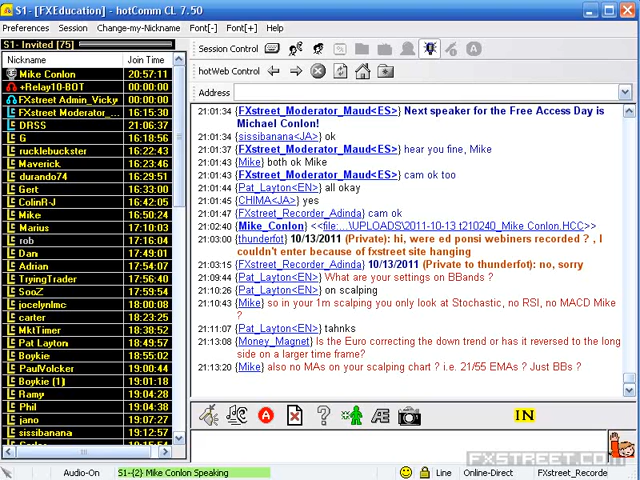 S1- [FXEducation] - hotComm CL 7.50
Preferences Session Change-my-Nickname Font[-] Font[+] Help
S1- Invited [75]
Nickname Join Time
Mike Conlon 20:57:11
+Relay10-BOT 00:00:00
FXstreet Admin_Vicky 00:00:00
FXstreet Moderator_... 16:15:30
DRSS 21:06:37
G 16:18:56
rucklebuckster 16:22:43
Maverick 16:23:46
durando74 16:29:51
Gert 16:33:00
ColinR-J 16:42:05
Mike 16:50:24
Marius 17:10:03
rob 17:16:04
Dan 17:49:01
Adrian 17:54:07
TryingTrader 17:56:40
SooZ 17:59:54
jocelynlmc 18:00:08
carter 18:23:25
MktTimer 18:38:52
Pat Layton 18:49:57
Boykie 18:55:02
PaulVolcker 19:00:44
Boykie (1) 19:01:18
Ramy 19:04:38
Phil 19:04:38
jano 19:07:27
sissibanana 19:12:57
Session Control
hotWeb Control
Address
21:01:34 {FXstreet_Moderator_Maud<ES>} Next speaker for the Free Access Day is
Michael Conlon!
21:01:34 {sissibanana<JA>} ok
21:01:37 {FXstreet_Moderator_Maud<ES>} hear you fine, Mike
21:01:43 {Mike} both ok Mike
21:01:43 {FXstreet_Moderator_Maud<ES>} cam ok too
21:01:44 {Pat_Layton<EN>} all okay
21:01:45 {CHIMA<JA>} yes
21:01:47 {FXstreet_Recorder_Adinda} cam ok
21:02:40 {Mike_Conlon} <<file:...\UPLOADS\2011-10-13 t210240_Mike Conlon.HCC>>
21:03:00 {thunderfot} 10/13/2011 (Private): hi, were ed ponsi webiners recorded ? , I
couldn't enter because of fxstreet site
hanging
21:03:15 {FXstreet_Recorder_Adinda} 10/13/2011 (Private to thunderfot): no, sorry
21:09:44 {Pat_Layton<EN>} What are your settings on BBands ?
21:10:26 {Pat_Layton<EN>} on scalping
21:10:43 {Mike} so in your 1m scalping you only look at Stochastic, no RSI, no MACD Mike
?
21:11:07 {Pat_Layton<EN>} tahnks
21:13:08 {Money_Magnet} Is the Euro correcting the down trend or has it reversed to the long
side on a larger time frame?
21:13:20 {Mike} also no MAs on your scalping chart ? i.e. 21/55 EMAs ? Just BBs ?
IN
FXSTREET.COM
Audio-On S1-{2} Mike Conlon Speaking Line Online-Direct FXstreet_Recorde